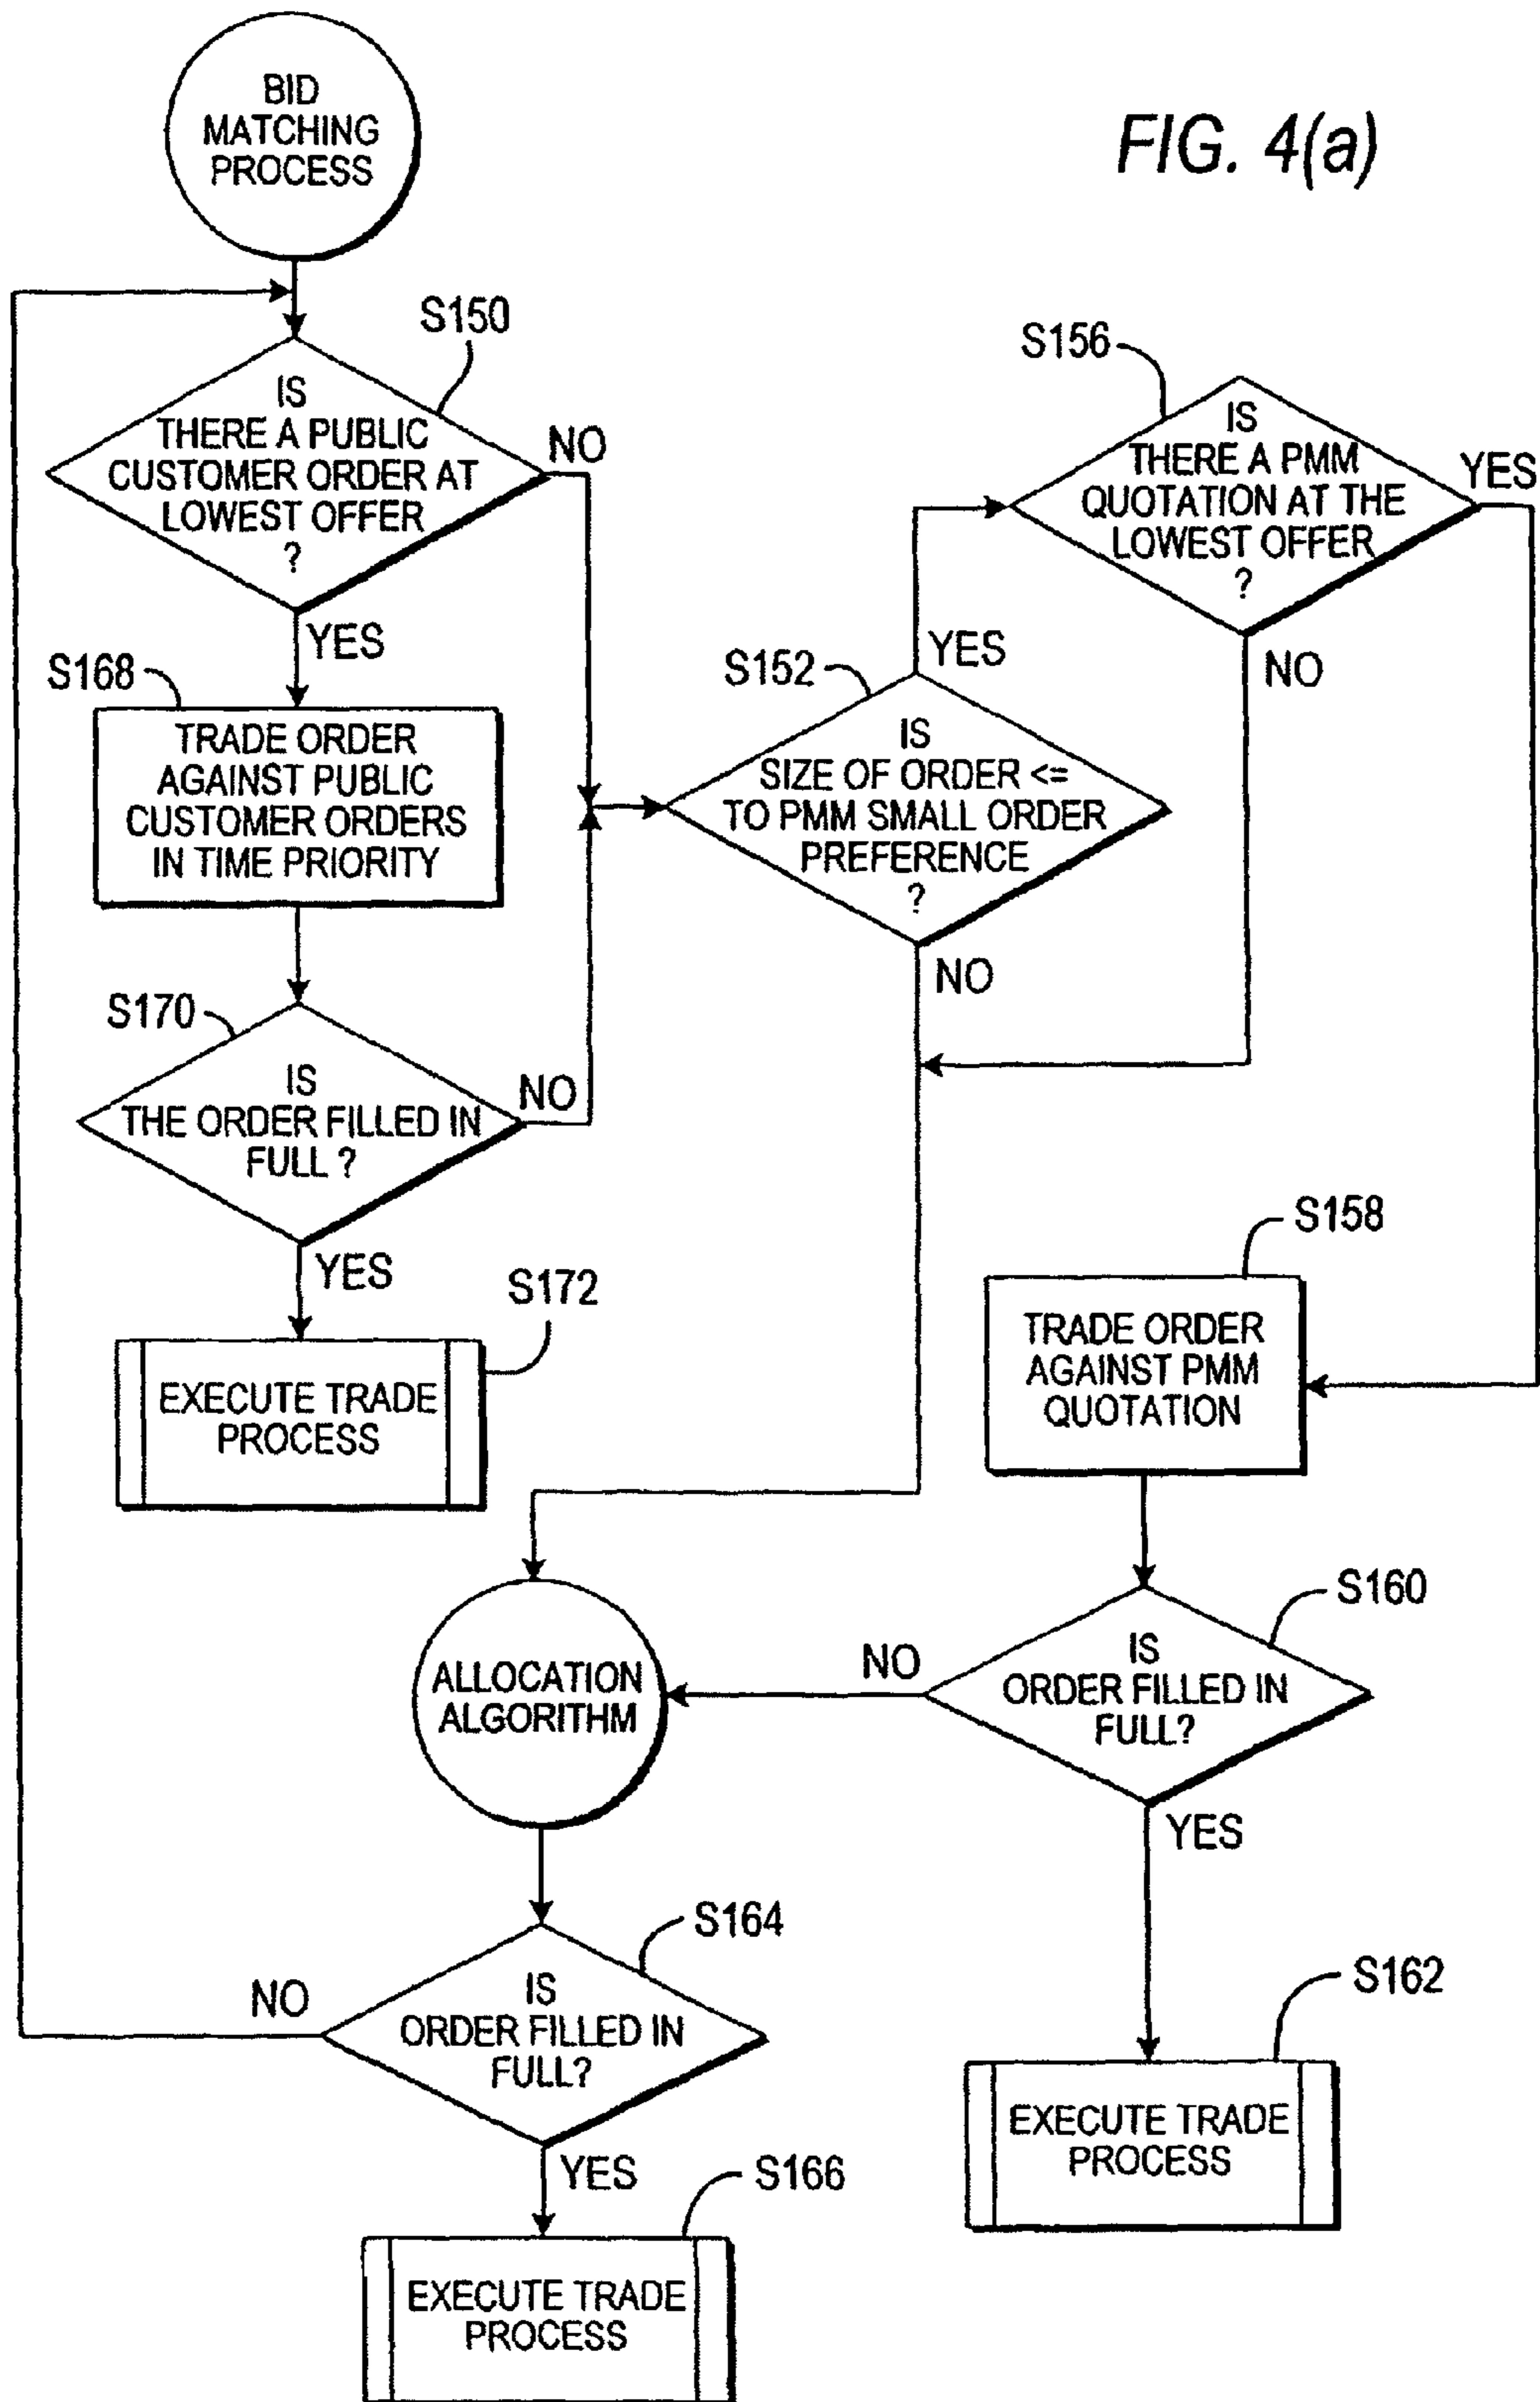 BID
MATCHING
PROCESS
FIG. 4(a)
S150
IS
THERE A PUBLIC
CUSTOMER ORDER AT
LOWEST OFFER
?
NO
YES
S156
IS
THERE A PMM
QUOTATION AT THE
LOWEST OFFER
?
YES
NO
S168
TRADE ORDER
AGAINST PUBLIC
CUSTOMER ORDERS
IN TIME PRIORITY
S152
YES
IS
SIZE OF ORDER <=
TO PMM SMALL ORDER
PREFERENCE
?
NO
S170
IS
THE ORDER FILLED IN
FULL ?
NO
YES
S172
EXECUTE TRADE
PROCESS
S158
TRADE ORDER
AGAINST PMM
QUOTATION
S160
IS
ORDER FILLED IN
FULL?
NO
YES
ALLOCATION
ALGORITHM
S164
IS
ORDER FILLED IN
FULL?
NO
YES
S162
EXECUTE TRADE
PROCESS
S166
EXECUTE TRADE
PROCESS